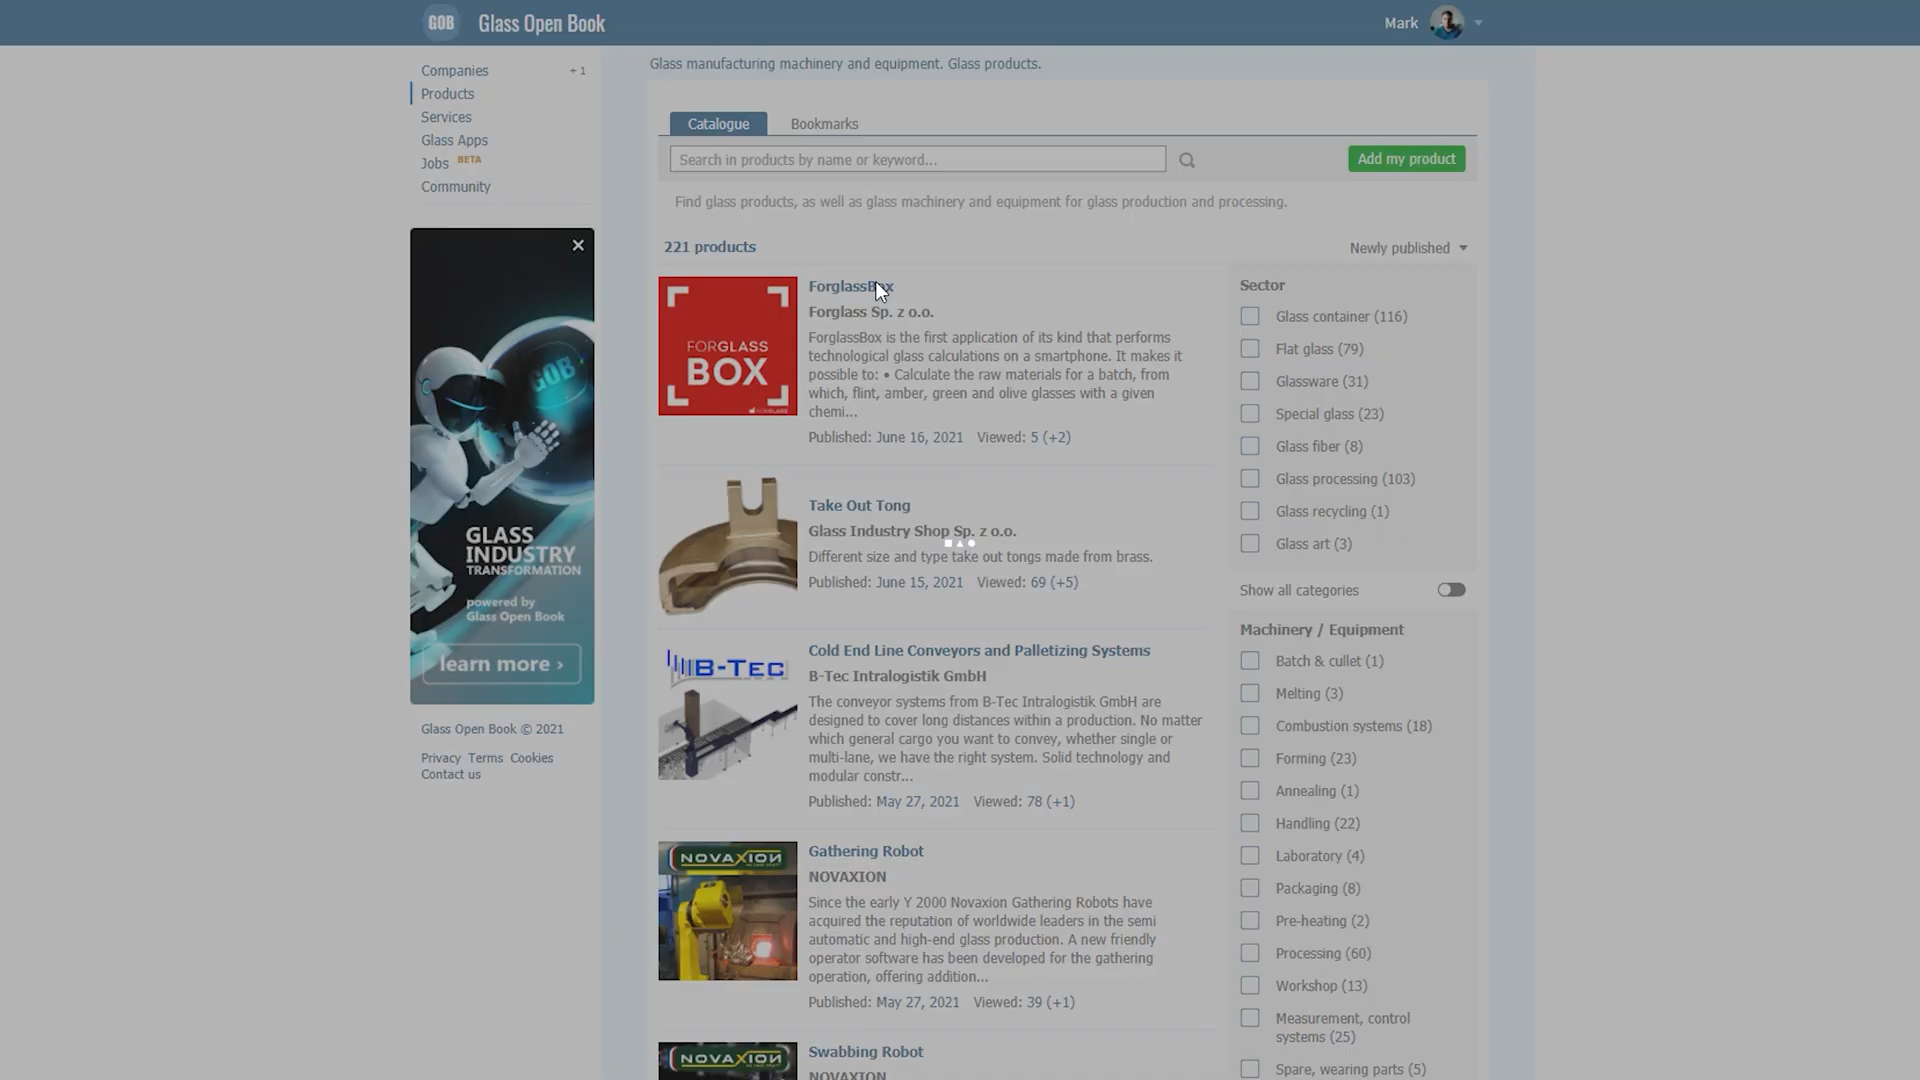 GOB
Glass Open Book
Mark
Companies
+ 1
Products
Services
Glass Apps
Jobs BETA
Community
GOB
GLASS
INDUSTRY
TRANSFORMATION
powered by
Glass Open Book
learn more ›
Glass Open Book © 2021
Privacy Terms Cookies
Contact us
Glass manufacturing machinery and equipment. Glass products.
Catalogue
Bookmarks
Search in products by name or keyword...
Add my product
Find glass products, as well as glass machinery and equipment for glass production and processing.
221 products
Newly published
FORGLASS
BOX
ForglassBox
Forglass Sp. z o.o.
ForglassBox is the first application of its kind that performs
technological glass calculations on a smartphone. It makes it
possible to: • Calculate the raw materials for a batch, from
which, flint, amber, green and olive glasses with a given
chemi...
Published: June 16, 2021 Viewed: 5 (+2)
Take Out Tong
Glass Industry Shop Sp. z o.o.
Different size and type take out tongs made from brass.
Published: June 15, 2021 Viewed: 69 (+5)
B-TEC
Cold End Line Conveyors and Palletizing Systems
B-Tec Intralogistik GmbH
The conveyor systems from B-Tec Intralogistik GmbH are
designed to cover long distances within a production. No matter
which general cargo you want to convey, whether single or
multi-lane, we have the right system. Solid technology and
modular constr...
Published: May 27, 2021 Viewed: 78 (+1)
NOVAXION
Gathering Robot
NOVAXION
Since the early Y 2000 Novaxion Gathering Robots have
acquired the reputation of worldwide leaders in the semi
automatic and high-end glass production. A new friendly
operator software has been developed for the gathering
operation, offering addition...
Published: May 27, 2021 Viewed: 39 (+1)
NOVAXION
Swabbing Robot
NOVAXION
Sector
Glass container (116)
Flat glass (79)
Glassware (31)
Special glass (23)
Glass fiber (8)
Glass processing (103)
Glass recycling (1)
Glass art (3)
Show all categories
Machinery / Equipment
Batch & cullet (1)
Melting (3)
Combustion systems (18)
Forming (23)
Annealing (1)
Handling (22)
Laboratory (4)
Packaging (8)
Pre-heating (2)
Processing (60)
Workshop (13)
Measurement, control
systems (25)
Spare, wearing parts (5)